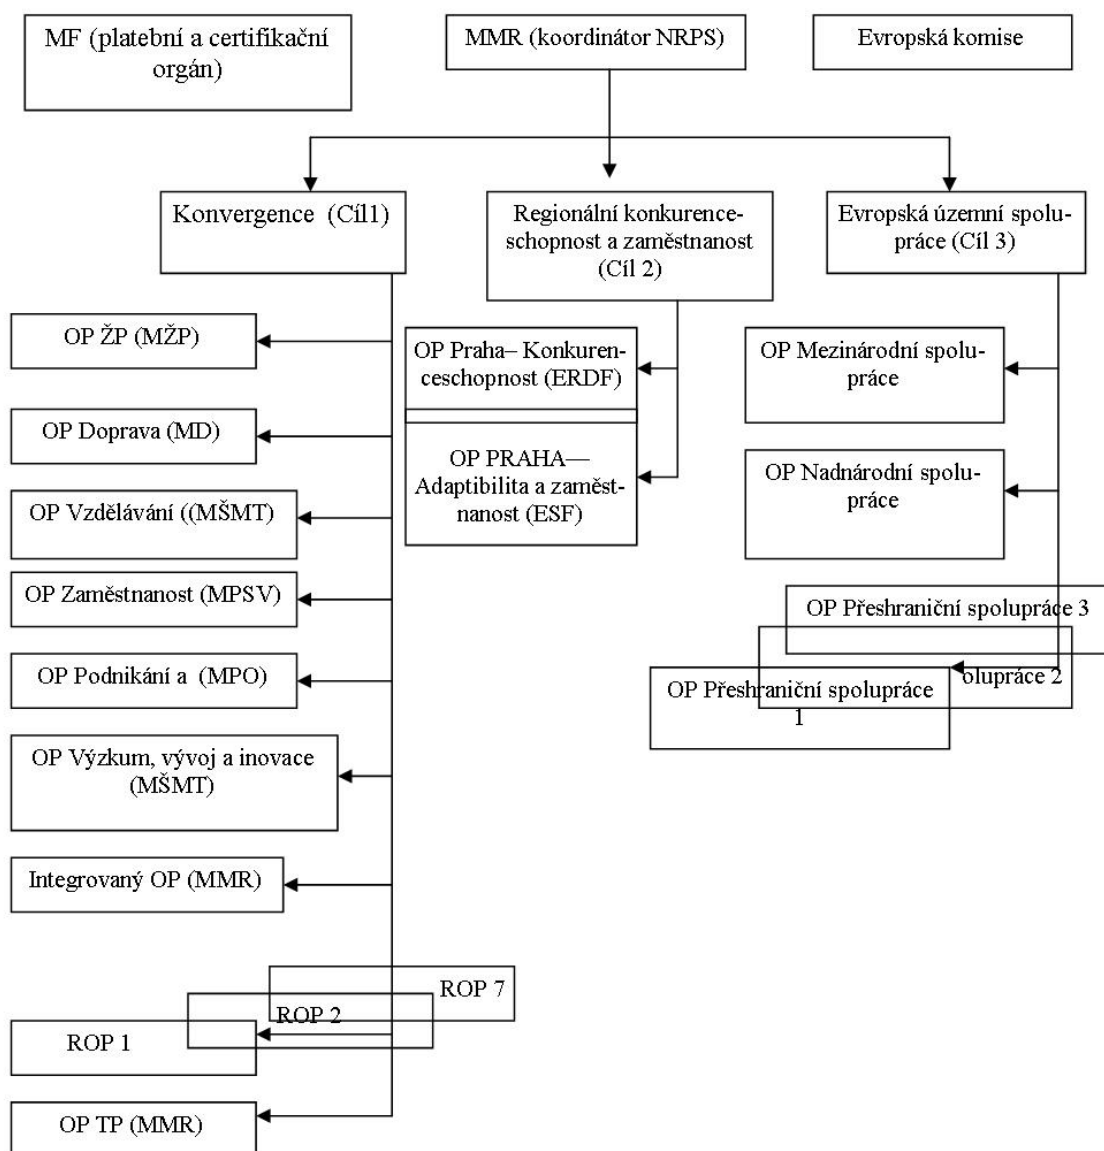 MF (platební a certifikační
orgán)
MMR (koordinátor NRPS)
Evropská komise
Konvergence (Cíl1)
Regionální konkurence-
schopnost a zaměstnanost
(Cíl 2)
Evropská územní spolu-
práce (Cíl 3)
OP ŽP (MŽP)
OP Doprava (MD)
OP Vzdělávání ((MŠMT)
OP Zaměstnanost (MPSV)
OP Podnikání a (MPO)
OP Výzkum, vývoj a inovace
(MŠMT)
Integrovaný OP (MMR)
ROP 7
ROP 2
ROP 1
OP TP (MMR)
OP Praha– Konkuren-
ceschopnost (ERDF)
OP PRAHA—
Adaptibilita a zaměst-
nanost (ESF)
OP Mezinárodní spolu-
práce
OP Nadnárodní spolu-
práce
OP Přeshraniční spolupráce 3
olupráce 2
OP Přeshraniční spolupráce
1